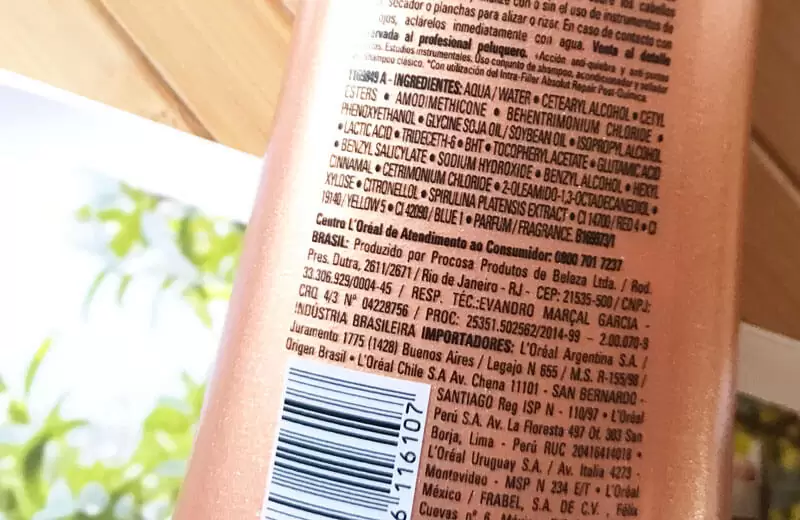 con o sin el uso de instrumentos de
secador o planchas para alizar o rizar. En caso de contacto con
ojos, aclárelos inmediatamente con agua. Venta al detalle
al profesional peluquero. *Acción anti-quiebra y anti-puntas
Estudios instrumentales. Uso conjunto de shampoo, acondicionador y sellador
Shampoo clásico. *Con utilización del Intra-Filler Absolut Repair Post-Química.
1169849 A - INGREDIENTES: AQUA / WATER • CETEARYL ALCOHOL • CETYL
ESTERS • AMODIMETHICONE • BEHENTRIMONIUM CHLORIDE •
PHENOXYETHANOL • GLYCINE SOJA OIL / SOYBEAN OIL • ISOPROPYL ALCOHOL
• LACTIC ACID • TRIDECETH-6 • BHT • TOCOPHERYL ACETATE • GLUTAMIC ACID
• BENZYL SALICYLATE • SODIUM HYDROXIDE • BENZYL ALCOHOL • HEXYL
CINNAMAL • CETRIMONIUM CHLORIDE • 2-OLEAMIDO-1,3-OCTADECANEDIOL •
XYLOSE • CITRONELLOL • SPIRULINA PLATENSIS EXTRACT • CI 14700 / RED 4 • CI
19140 / YELLOW 5 • CI 42090 / BLUE 1 • PARFUM / FRAGRANCE.
Centro L'Oréal de Atendimento ao Consumidor: 0800 701 7237
BRASIL: Produzido por Procosa Produtos de Beleza Ltda. / Rod.
Pres. Dutra, 2611/2671 / Rio de Janeiro - RJ - CEP: 21535-500 / CNPJ:
33.306.929/0004-45 / RESP. TÉC.:EVANDRO MARÇAL GARCIA -
CRQ 4/3 N° 04228756 / PROC: 25351.502562/2014-99 - 2.00.070-9
INDÚSTRIA BRASILEIRA IMPORTADORES: L'Oréal Argentina S.A. /
Juramento 1775 (1428) Buenos Aires / Legajo N 655 / M.S. R-155/98 /
Origen Brasil • L'Oréal Chile S.A Av. Chena 11101 - SAN BERNARDO -
SANTIAGO Reg ISP N - 110/97 • L'Oréal
Perú S.A. Av La Floresta 497 Of. 303 San
Borja, Lima - Perú RUC 20416414018 •
L'Oréal Uruguay S.A. / Av. Italia 4273 -
Montevideo - MSP N 234 E/T • L'Oréal
México / FRABEL, S.A. DE C.V. , Félix
Cuevas nº 6, México
6 116107